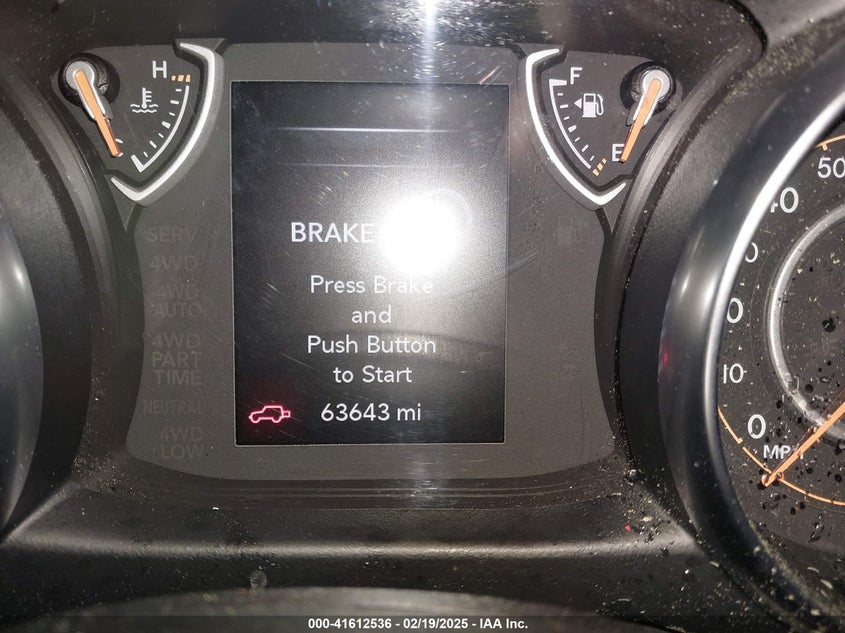 H
F
E
BRAKE
Press Brake
and
Push Button
to Start
63643 mi
SERV
4WD
4WD
AUTO
4WD
PART
TIME
NEUTRAL
4WD
LOW
50
40
10
0
000-41612536 - 02/19/2025 - IAA Inc.